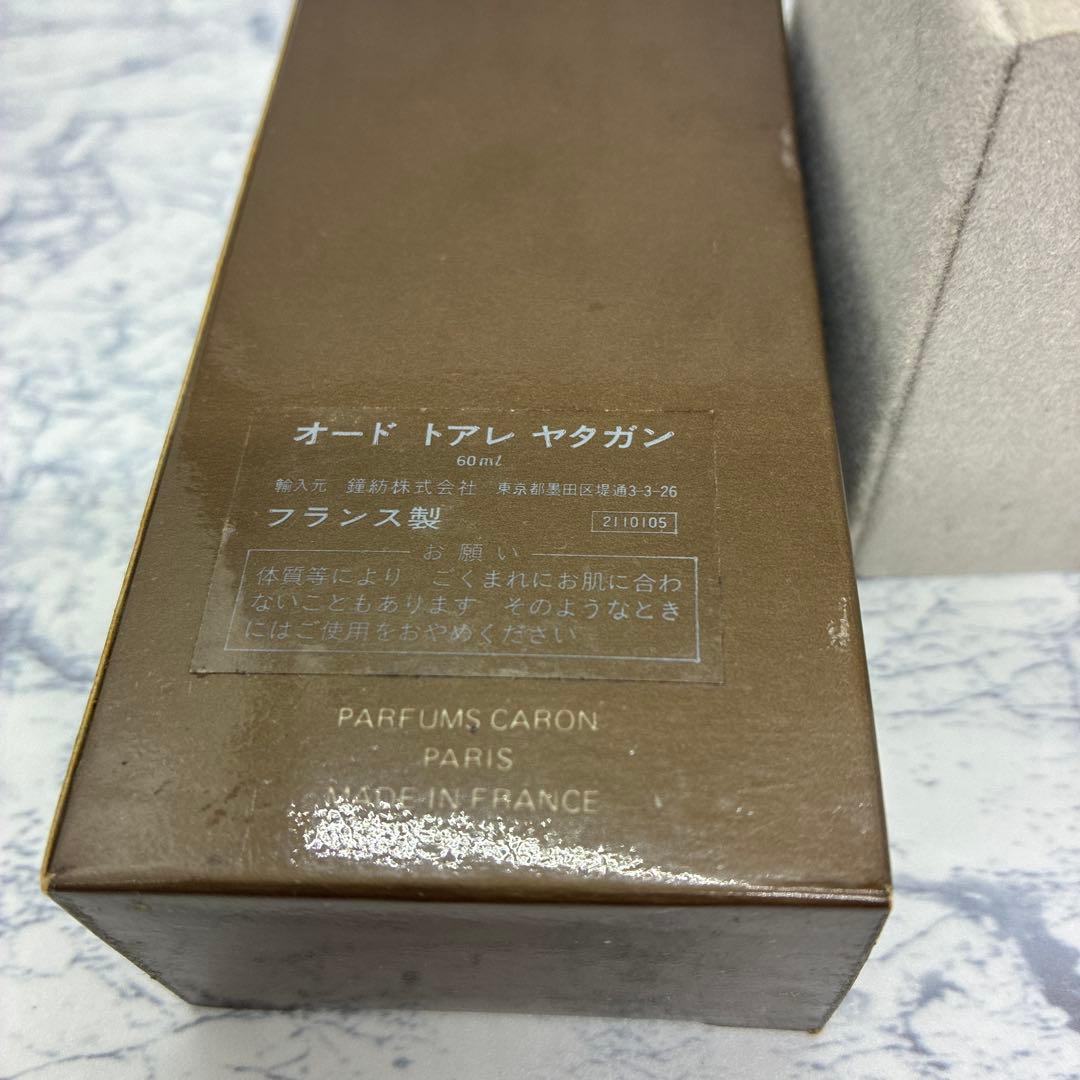 オード トアレ ヤタガン
60ml
輸入元 鐘紡株式会社 東京都墨田区堤通3-3-26
フランス製 2110105
お願い
体質等により ごくまれにお肌に合わ
ないこともあります そのようなとき
にはご使用をおやめください
PARFUMS CARON
PARIS
MADE IN FRANCE